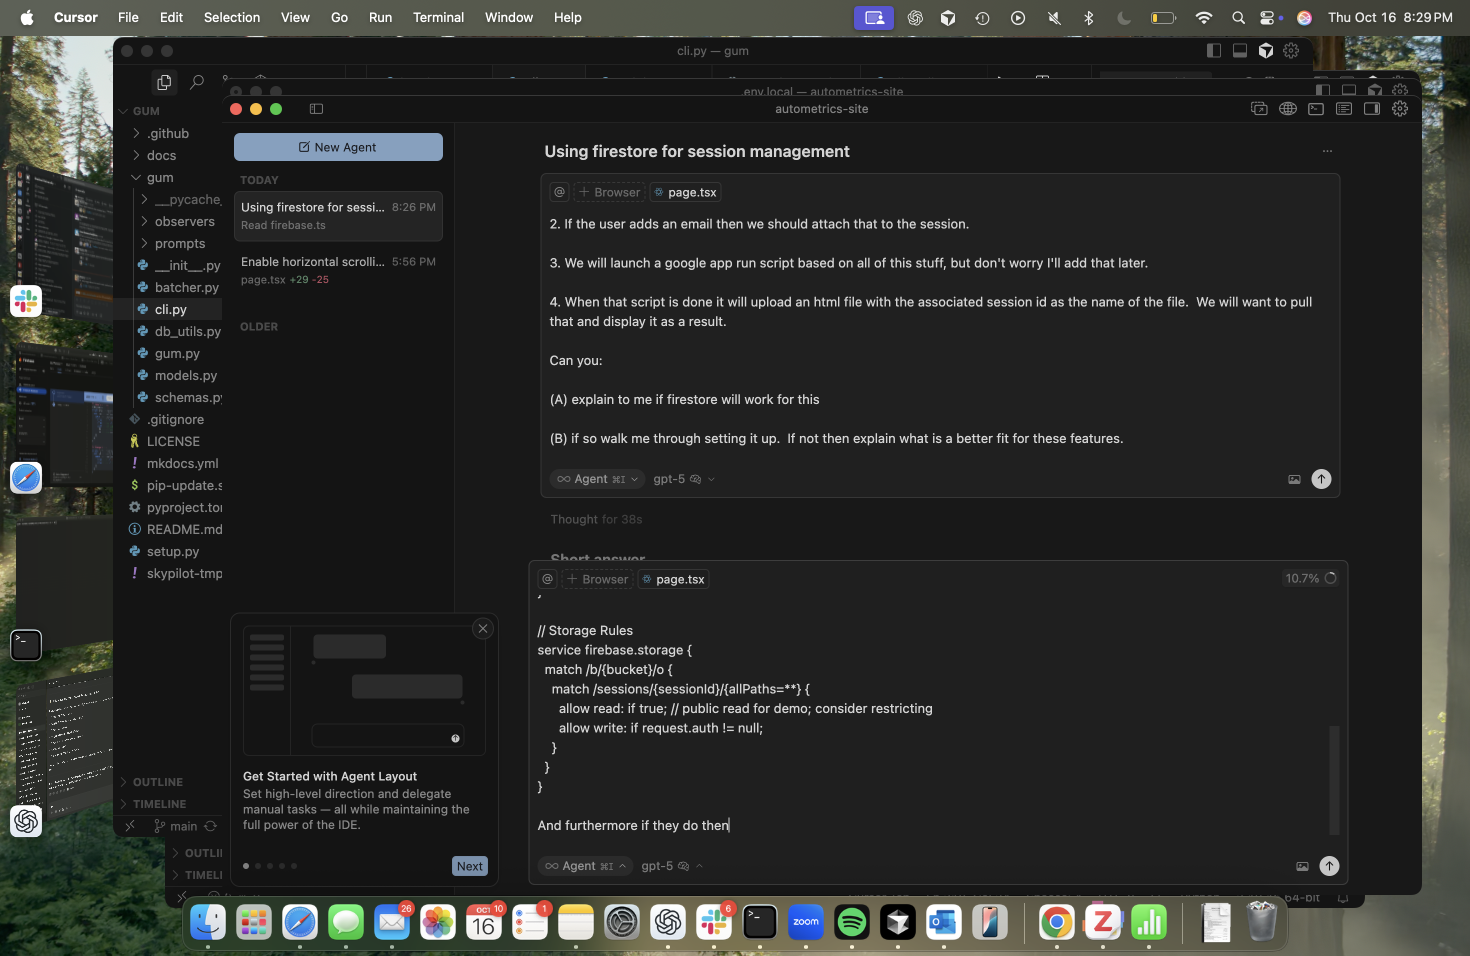 Cursor File Edit Selection View Go Run Terminal Window Help
Thu Oct 16 8:29 PM
cli.py — gum
.env.local — autometrics-site
autometrics-site
GUM
.github
docs
gum
__pycache_
observers
prompts
__init__.py
batcher.py
cli.py
db_utils.py
gum.py
models.py
schemas.py
.gitignore
LICENSE
mkdocs.yml
pip-update.s
pyproject.tor
README.md
setup.py
skypilot-tmp
OUTLINE
TIMELINE
main
OUTLI
TIMELI
New Agent
TODAY
Using firestore for sessi... 8:26 PM
Read firebase.ts
Enable horizontal scrolli... 5:56 PM
page.tsx +29 -25
OLDER
Get Started with Agent Layout
Set high-level direction and delegate
manual tasks — all while maintaining the
full power of the IDE.
Next
Using firestore for session management
@ + Browser page.tsx
2. If the user adds an email then we should attach that to the session.
3. We will launch a google app run script based on all of this stuff, but don't worry I'll add that later.
4. When that script is done it will upload an html file with the associated session id as the name of the file.  We will want to pull
that and display it as a result.
Can you:
(A) explain to me if firestore will work for this
(B) if so walk me through setting it up.  If not then explain what is a better fit for these features.
∞ Agent ⌘I gpt-5
Thought for 38s
Short answer
@ + Browser page.tsx 10.7%
}
// Storage Rules
service firebase.storage {
match /b/{bucket}/o {
match /sessions/{sessionId}/{allPaths=**} {
allow read: if true; // public read for demo; consider restricting
allow write: if request.auth != null;
}
}
}
And furthermore if they do then
∞ Agent ⌘I gpt-5
64-bit
26
OCT 10
16
1
6
zoom